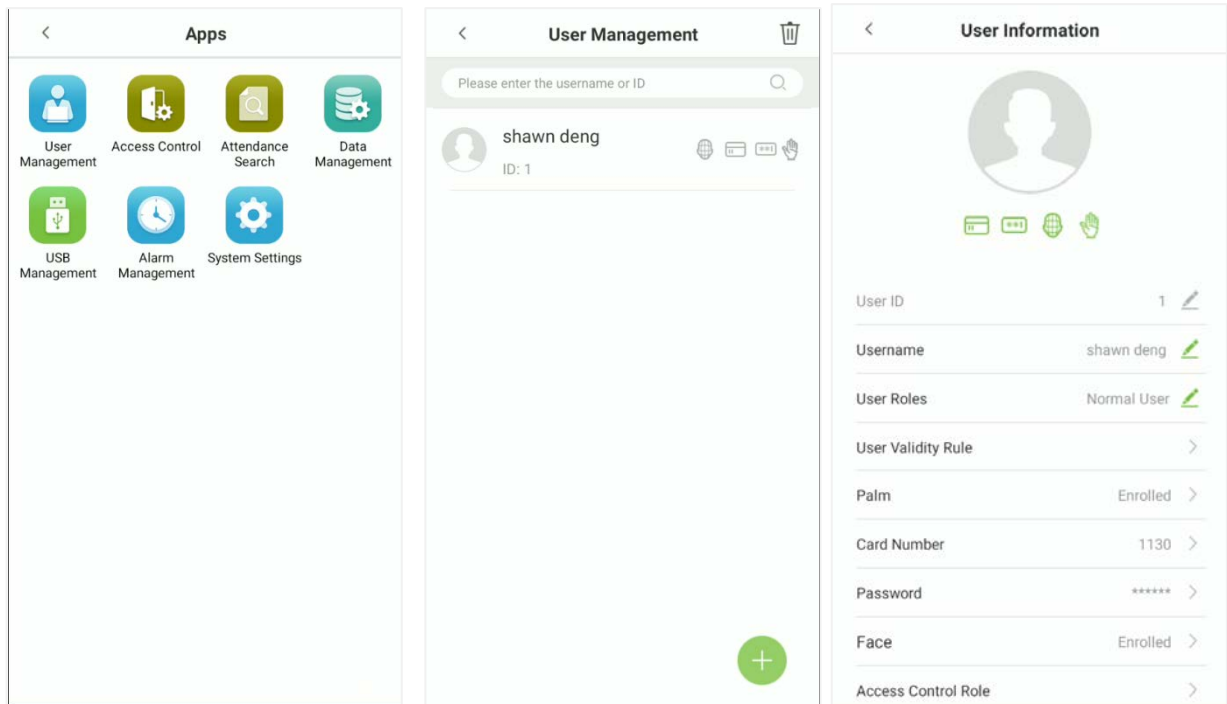 Apps
User
Management
Access Control
Attendance
Search
Data
Management
USB
Management
Alarm
Management
System Settings
User Management
Please enter the username or ID
shawn deng
ID: 1
User Information
User ID 1
Username shawn deng
User Roles Normal User
User Validity Rule
Palm Enrolled
Card Number 1130
Password ******
Face Enrolled
Access Control Role